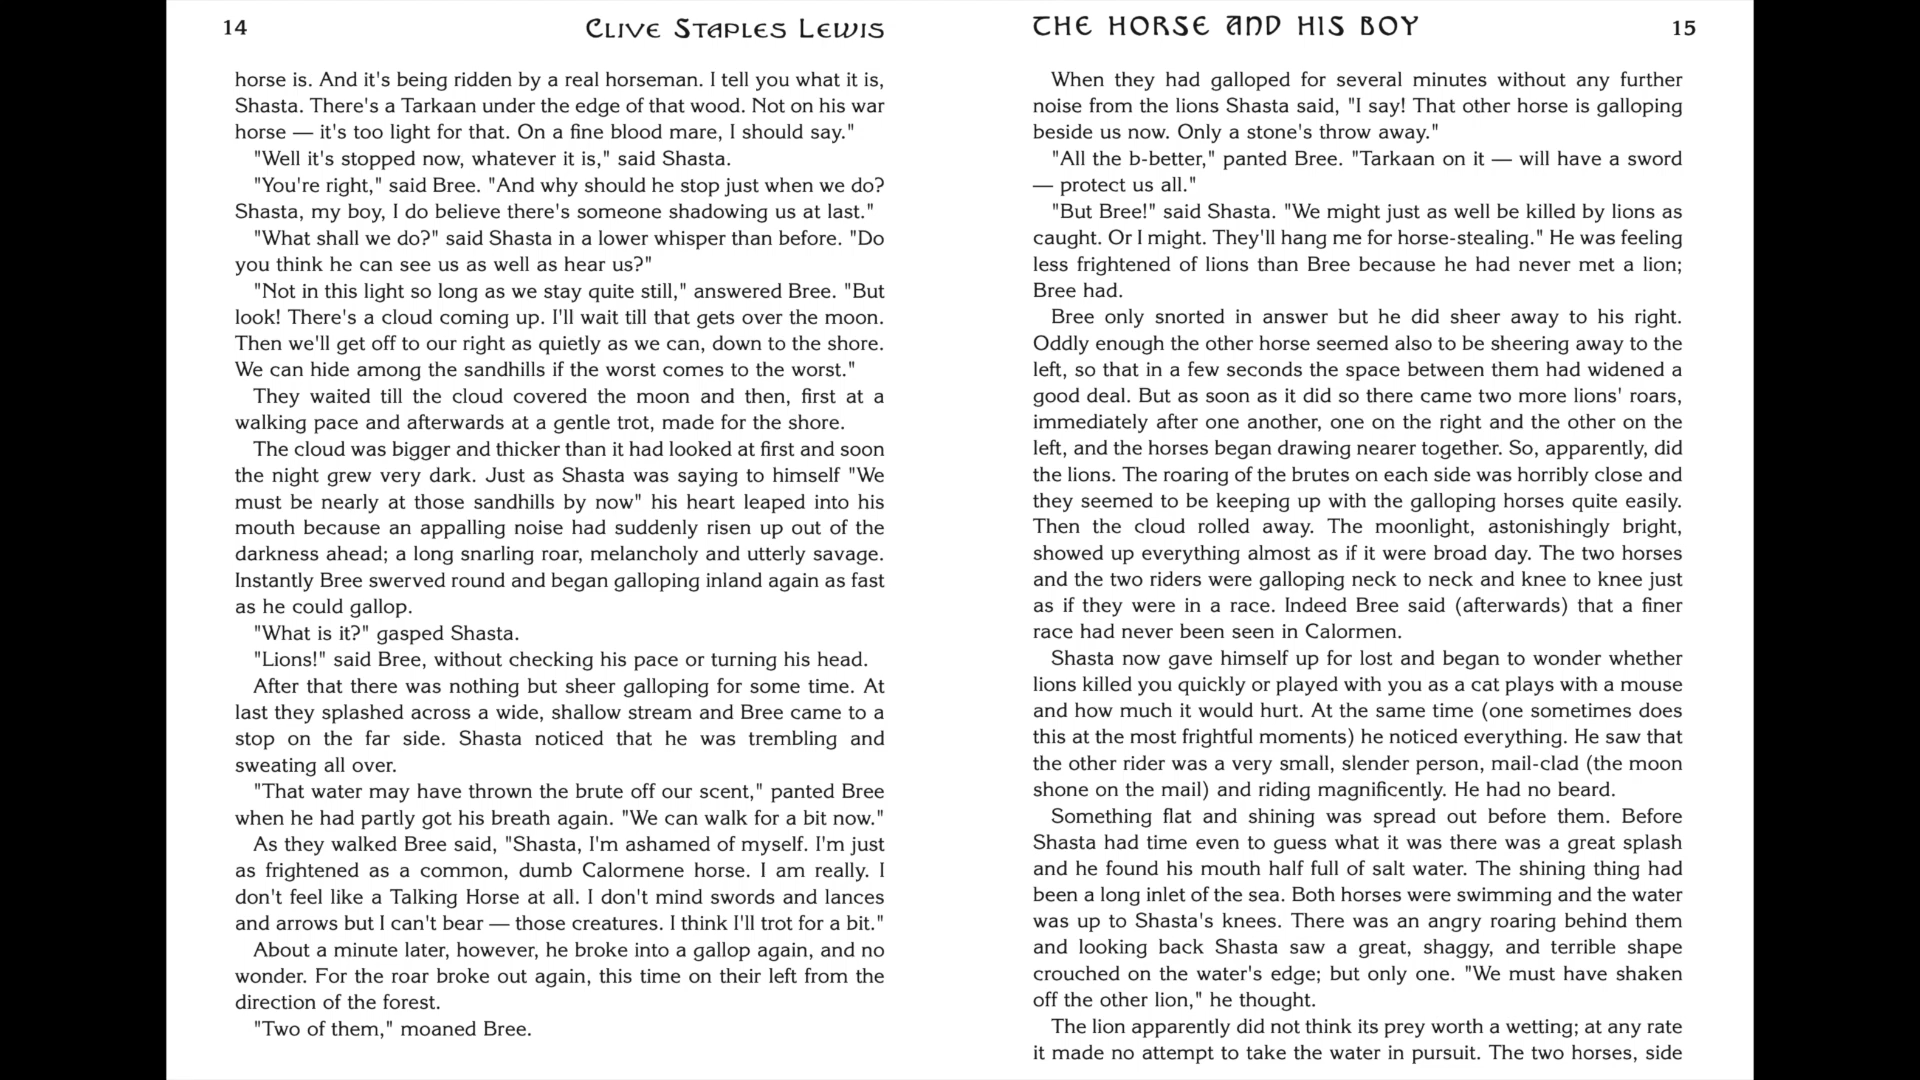 14
Clive Staples Lewis
horse is. And it's being ridden by a real horseman. I tell you what it is,
Shasta. There's a Tarkaan under the edge of that wood. Not on his war
horse — it's too light for that. On a fine blood mare, I should say."
"Well it's stopped now, whatever it is," said Shasta.
"You're right," said Bree. "And why should he stop just when we do?
Shasta, my boy, I do believe there's someone shadowing us at last."
"What shall we do?" said Shasta in a lower whisper than before. "Do
you think he can see us as well as hear us?"
"Not in this light so long as we stay quite still," answered Bree. "But
look! There's a cloud coming up. I'll wait till that gets over the moon.
Then we'll get off to our right as quietly as we can, down to the shore.
We can hide among the sandhills if the worst comes to the worst."
They waited till the cloud covered the moon and then, first at a
walking pace and afterwards at a gentle trot, made for the shore.
The cloud was bigger and thicker than it had looked at first and soon
the night grew very dark. Just as Shasta was saying to himself "We
must be nearly at those sandhills by now" his heart leaped into his
mouth because an appalling noise had suddenly risen up out of the
darkness ahead; a long snarling roar, melancholy and utterly savage.
Instantly Bree swerved round and began galloping inland again as fast
as he could gallop.
"What is it?" gasped Shasta.
"Lions!" said Bree, without checking his pace or turning his head.
After that there was nothing but sheer galloping for some time. At
last they splashed across a wide, shallow stream and Bree came to a
stop on the far side. Shasta noticed that he was trembling and
sweating all over.
"That water may have thrown the brute off our scent," panted Bree
when he had partly got his breath again. "We can walk for a bit now."
As they walked Bree said, "Shasta, I'm ashamed of myself. I'm just
as frightened as a common, dumb Calormene horse. I am really. I
don't feel like a Talking Horse at all. I don't mind swords and lances
and arrows but I can't bear — those creatures. I think I'll trot for a bit."
About a minute later, however, he broke into a gallop again, and no
wonder. For the roar broke out again, this time on their left from the
direction of the forest.
"Two of them," moaned Bree.
The Horse and His Boy
15
When they had galloped for several minutes without any further
noise from the lions Shasta said, "I say! That other horse is galloping
beside us now. Only a stone's throw away."
"All the b-better," panted Bree. "Tarkaan on it — will have a sword
— protect us all."
"But Bree!" said Shasta. "We might just as well be killed by lions as
caught. Or I might. They'll hang me for horse-stealing." He was feeling
less frightened of lions than Bree because he had never met a lion;
Bree had.
Bree only snorted in answer but he did sheer away to his right.
Oddly enough the other horse seemed also to be sheering away to the
left, so that in a few seconds the space between them had widened a
good deal. But as soon as it did so there came two more lions' roars,
immediately after one another, one on the right and the other on the
left, and the horses began drawing nearer together. So, apparently, did
the lions. The roaring of the brutes on each side was horribly close and
they seemed to be keeping up with the galloping horses quite easily.
Then the cloud rolled away. The moonlight, astonishingly bright,
showed up everything almost as if it were broad day. The two horses
and the two riders were galloping neck to neck and knee to knee just
as if they were in a race. Indeed Bree said (afterwards) that a finer
race had never been seen in Calormen.
Shasta now gave himself up for lost and began to wonder whether
lions killed you quickly or played with you as a cat plays with a mouse
and how much it would hurt. At the same time (one sometimes does
this at the most frightful moments) he noticed everything. He saw that
the other rider was a very small, slender person, mail-clad (the moon
shone on the mail) and riding magnificently. He had no beard.
Something flat and shining was spread out before them. Before
Shasta had time even to guess what it was there was a great splash
and he found his mouth half full of salt water. The shining thing had
been a long inlet of the sea. Both horses were swimming and the water
was up to Shasta's knees. There was an angry roaring behind them
and looking back Shasta saw a great, shaggy, and terrible shape
crouched on the water's edge; but only one. "We must have shaken
off the other lion," he thought.
The lion apparently did not think its prey worth a wetting; at any rate
it made no attempt to take the water in pursuit. The two horses, side